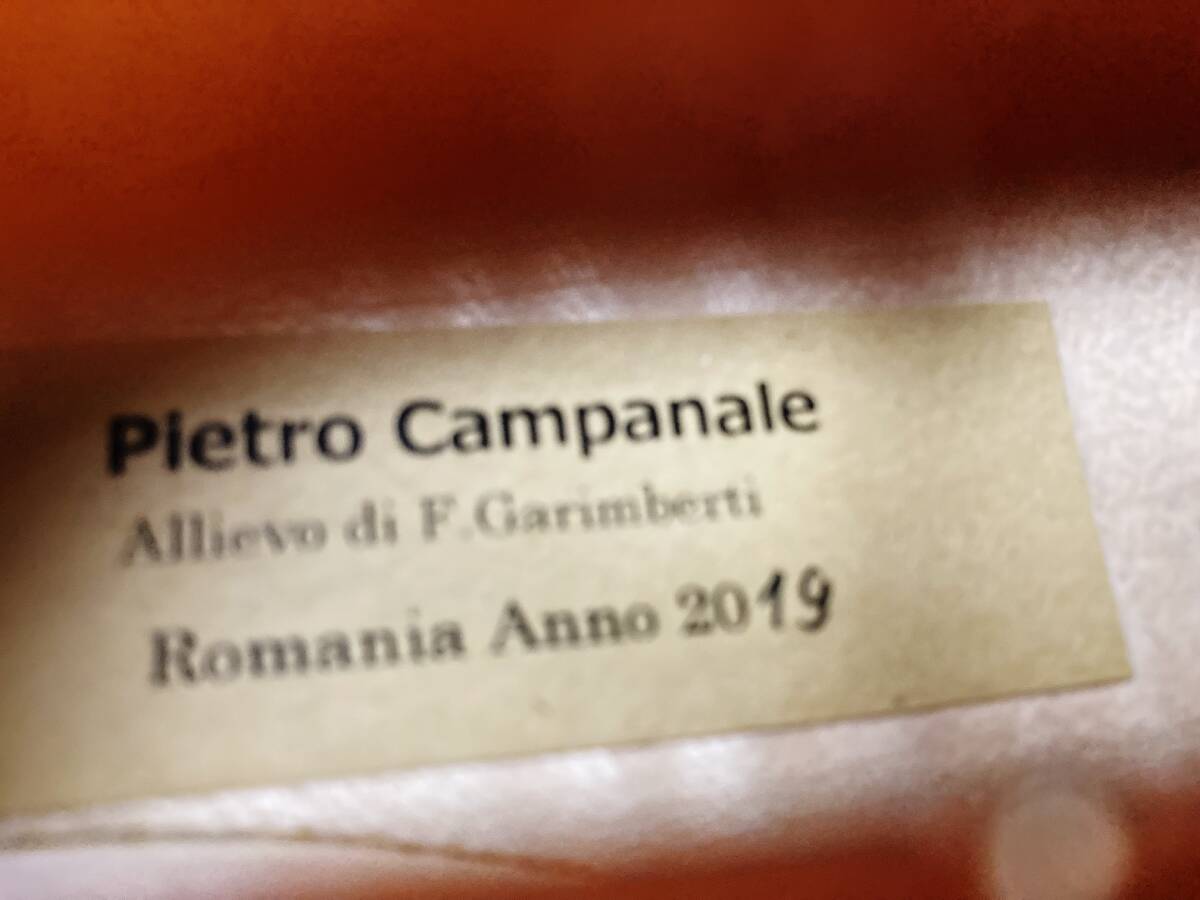 Pietro Campanale
Allievo di F.Garimberti
Romania Anno 2019